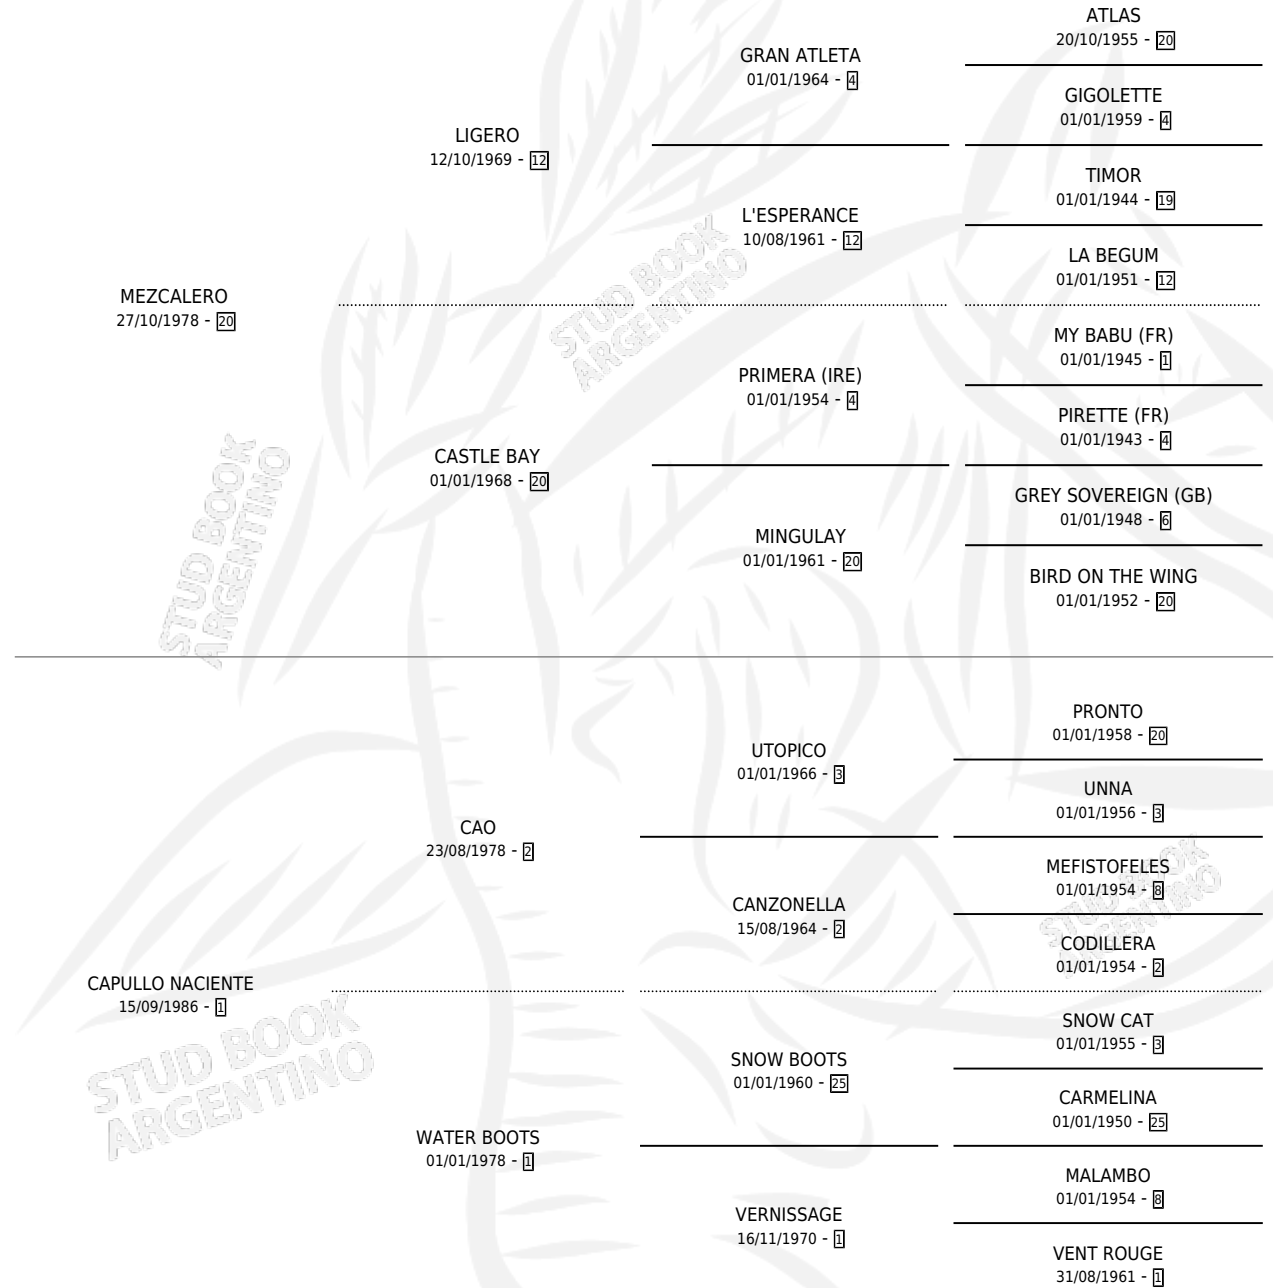 ATLAS
20/10/1955 - 20
GRAN ATLETA
01/01/1964 - 4
GIGOLETTE
01/01/1959 - 4
LIGERO
12/10/1969 - 12
TIMOR
01/01/1944 - 19
L'ESPERANCE
10/08/1961 - 12
LA BEGUM
01/01/1951 - 12
MEZCALERO
27/10/1978 - 20
MY BABU (FR)
01/01/1945 - 1
PRIMERA (IRE)
01/01/1954 - 4
PIRETTE (FR)
01/01/1943 - 4
CASTLE BAY
01/01/1968 - 20
GREY SOVEREIGN (GB)
01/01/1948 - 6
MINGULAY
01/01/1961 - 20
BIRD ON THE WING
01/01/1952 - 20
STUD BOOK
ARGENTINO
STUD BOOK
ARGENTINO
PRONTO
01/01/1958 - 20
UTOPICO
01/01/1966 - 3
UNNA
01/01/1956 - 3
CAO
23/08/1978 - 2
MEFISTOFELES
01/01/1954 - 8
CANZONELLA
15/08/1964 - 2
CODILLERA
01/01/1954 - 2
CAPULLO NACIENTE
15/09/1986 - 1
SNOW CAT
01/01/1955 - 3
SNOW BOOTS
01/01/1960 - 25
CARMELINA
01/01/1950 - 25
WATER BOOTS
01/01/1978 - 1
MALAMBO
01/01/1954 - 8
VERNISSAGE
16/11/1970 - 1
VENT ROUGE
31/08/1961 - 1
STUD BOOK
ARGENTINO
STUD BOOK
ARGENTINO